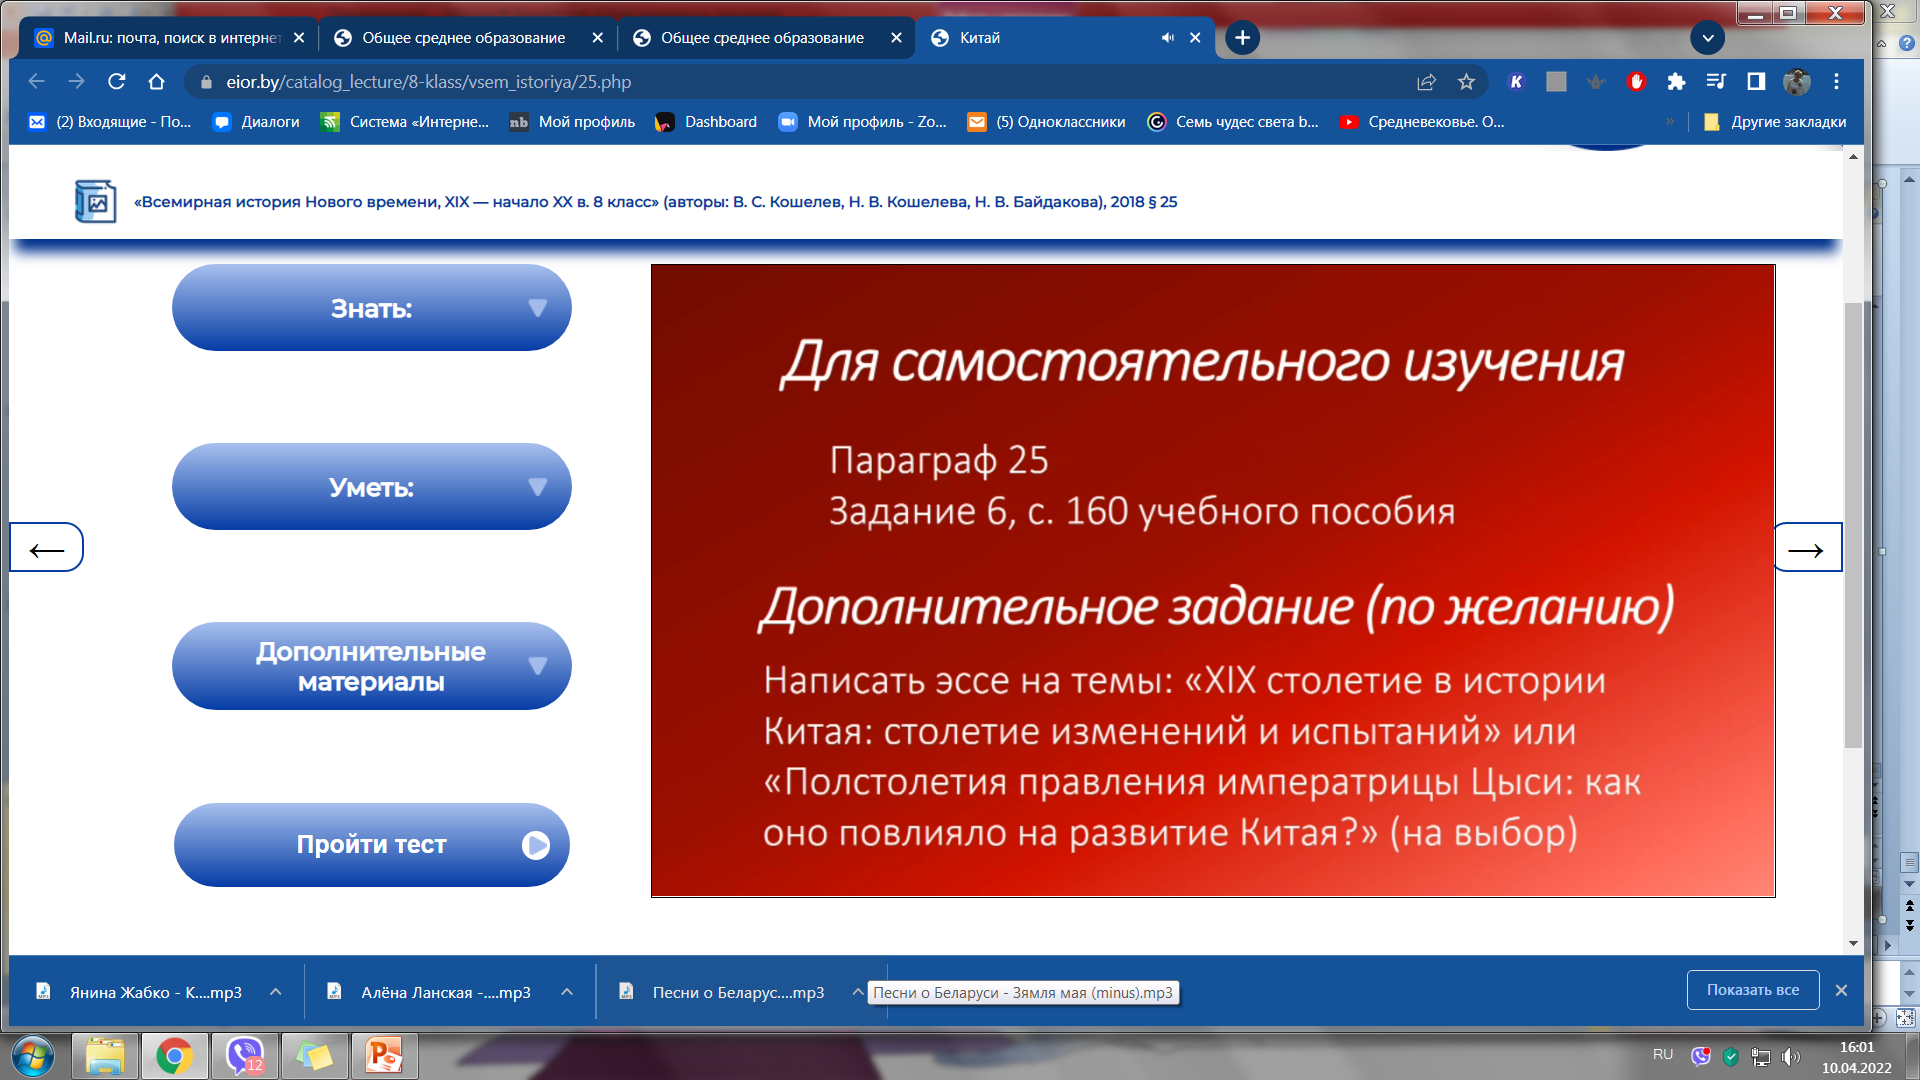 Mail.ru: почта, поиск в интернет
Общее среднее образование
Общее среднее образование
Китай
eior.by/catalog_lecture/8-klass/vsem_istoriya/25.php
(2) Входящие - По...
Диалоги
Система «Интерне...
Мой профиль
Dashboard
Мой профиль - Zo...
(5) Одноклассники
Семь чудес света b...
Средневековье. О...
Другие закладки
«Всемирная история Нового времени, XIX — начало XX в. 8 класс» (авторы: В. С. Кошелев, Н. В. Кошелева, Н. В. Байдакова), 2018 § 25
Знать:
Уметь:
Дополнительные
материалы
Пройти тест
Для самостоятельного изучения
Параграф 25
Задание 6, с. 160 учебного пособия
Дополнительное задание (по желанию)
Написать эссе на темы: «XIX столетие в истории
Китая: столетие изменений и испытаний» или
«Полстолетия правления императрицы Цыси: как
оно повлияло на развитие Китая?» (на выбор)
Янина Жабко - К....mp3
Алёна Ланская -....mp3
Песни о Беларус....mp3
Песни о Беларуси - Зямля мая (minus).mp3
Показать все
12
RU
16:01
10.04.2022